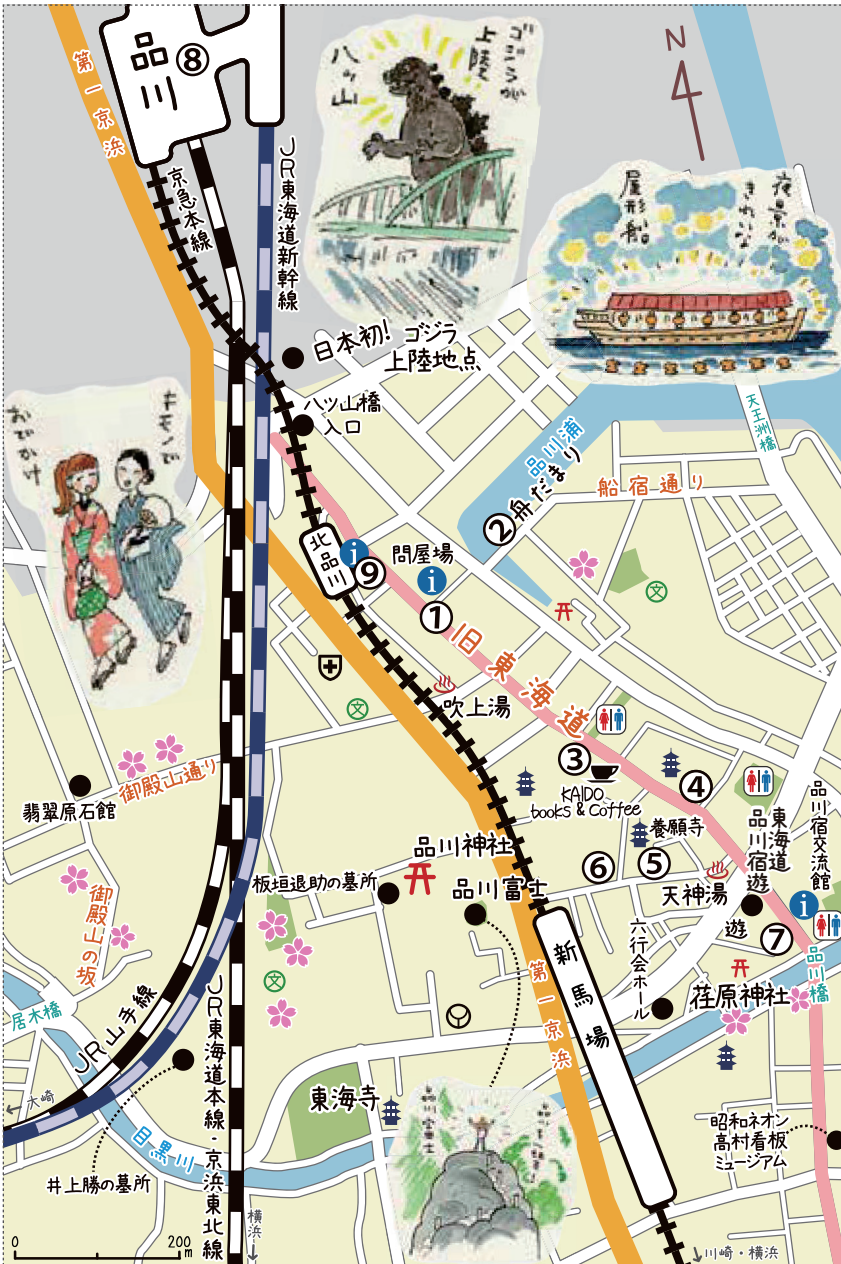 品川
⑧
第一京浜
京急本線
JR東海道新幹線
ゴジラが
上陸
八ッ山
N
夜景が
きれいな
屋形船
日本初! ゴジラ
上陸地点
八ツ山橋
入口
天王洲橋
キモノで
おでかけ
品川浦
舟だまり
②
船宿通り
北品川
i
⑨
問屋場
i
①
旧東海道
文
吹上湯
文
③
KAIDO
books & Coffee
④
御殿山通り
翡翠原石館
養願寺
⑤
⑥
天神湯
東海道
品川宿遊
遊
品川宿交流館
i
⑦
品川橋
品川神社
板垣退助の墓所
品川富士
御殿山の坂
文
新馬場
第一京浜
六行会ホール
荏原神社
居木橋
JR山手線
JR東海道本線・京浜東北線
←大崎
目黒川
井上勝の墓所
東海寺
昭和ネオン
高村看板
ミュージアム
0
200
m
横浜
↓
↓川崎・横浜